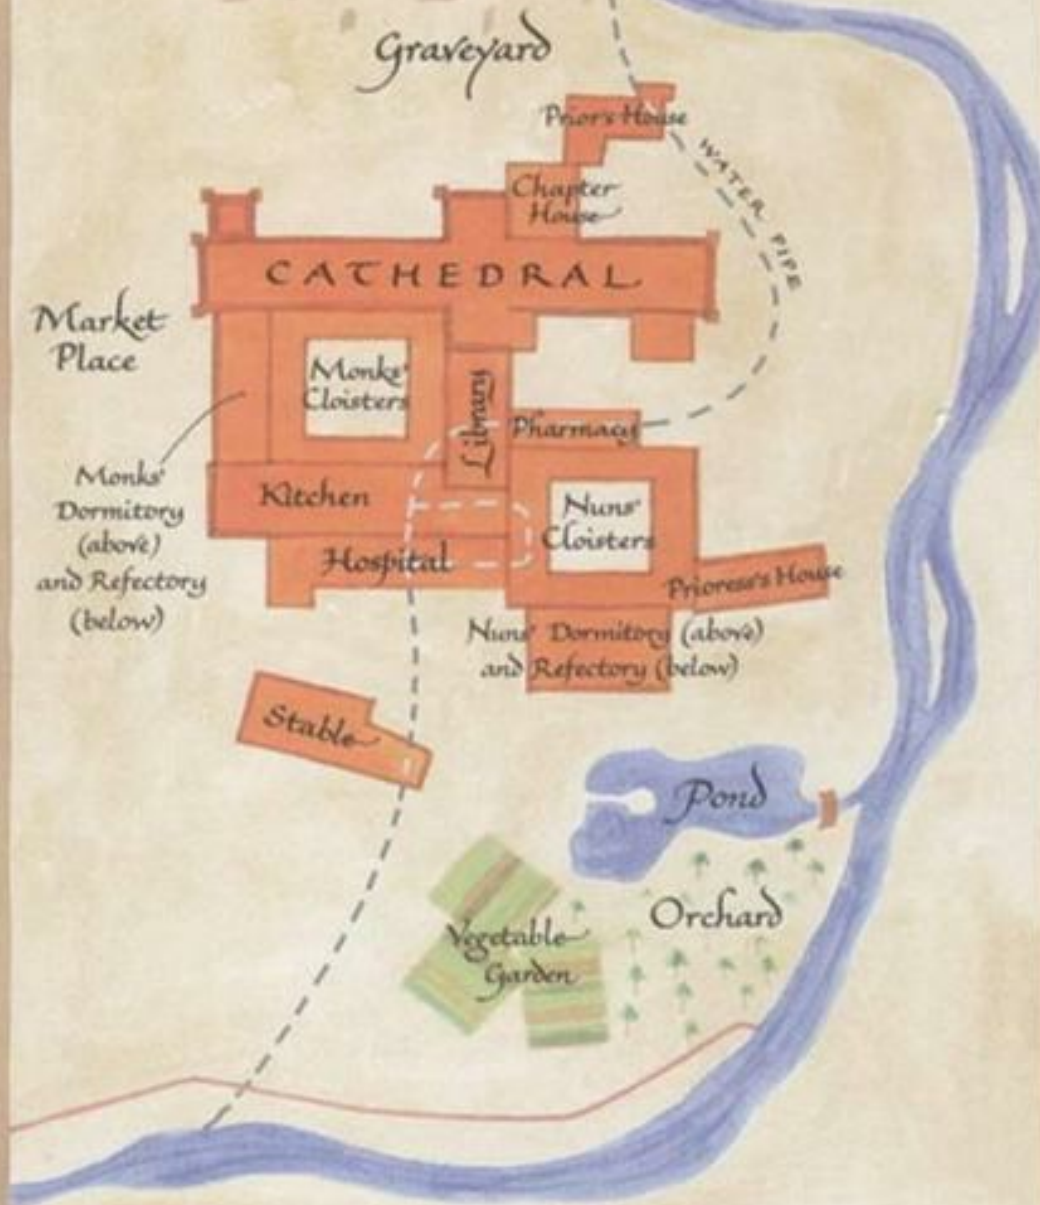 Graveyard
Prior's House
WATER PIPE
Chapter
House
CATHEDRAL
Market
Place
Monks'
Cloisters
Library
Pharmacy
Monks'
Dormitory
(above)
and Refectory
(below)
Kitchen
Nuns'
Cloisters
Hospital
Prioress's House
Nuns' Dormitory (above)
and Refectory (below)
Stable
Pond
Orchard
Vegetable
Garden